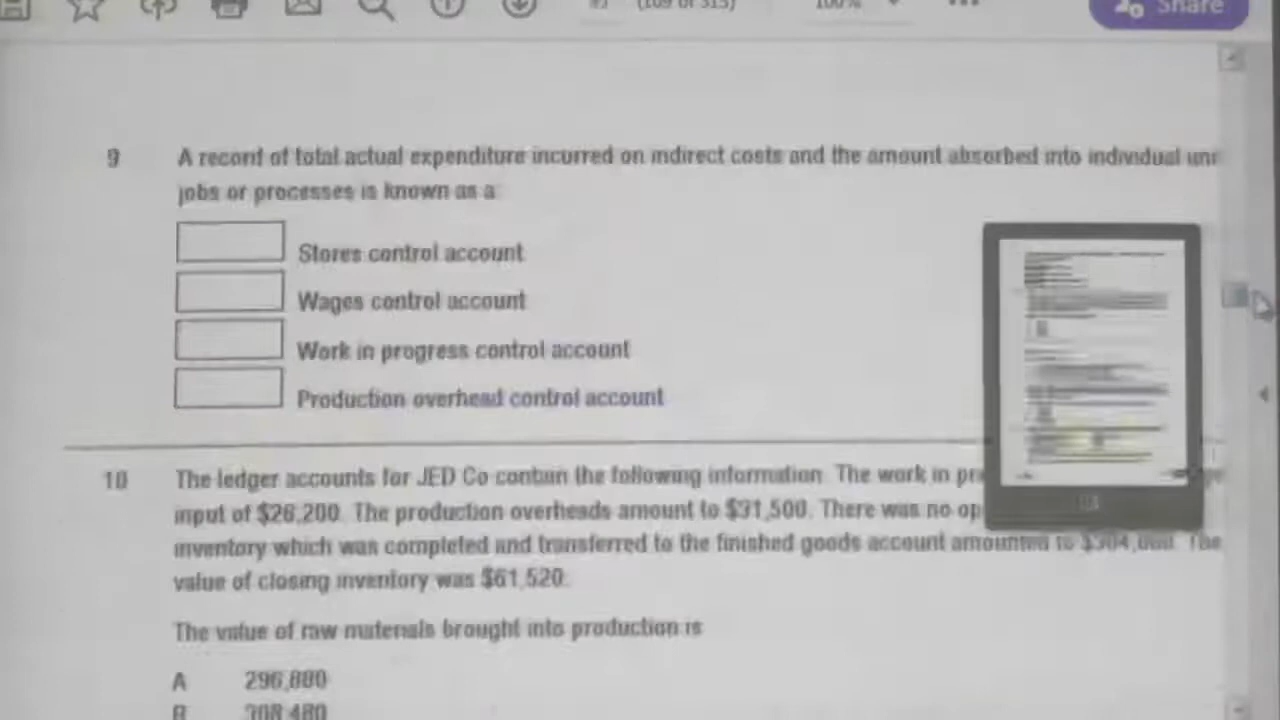 100%
Share
9 A record of total actual expenditure incurred on indirect costs and the amount absorbed into individual
jobs or processes is known as a
Stores control account
Wages control account
Work in progress control account
Production overhead control account
10 The ledger accounts for JED Co contain the following information. The work in
input of $26,200. The production overheads amount to $31,500. There was no
inventory which was completed and transferred to the finished goods account amounted to The
value of closing inventory was $61,520.
The value of raw materials brought into production is
A 296,880
B 308,480